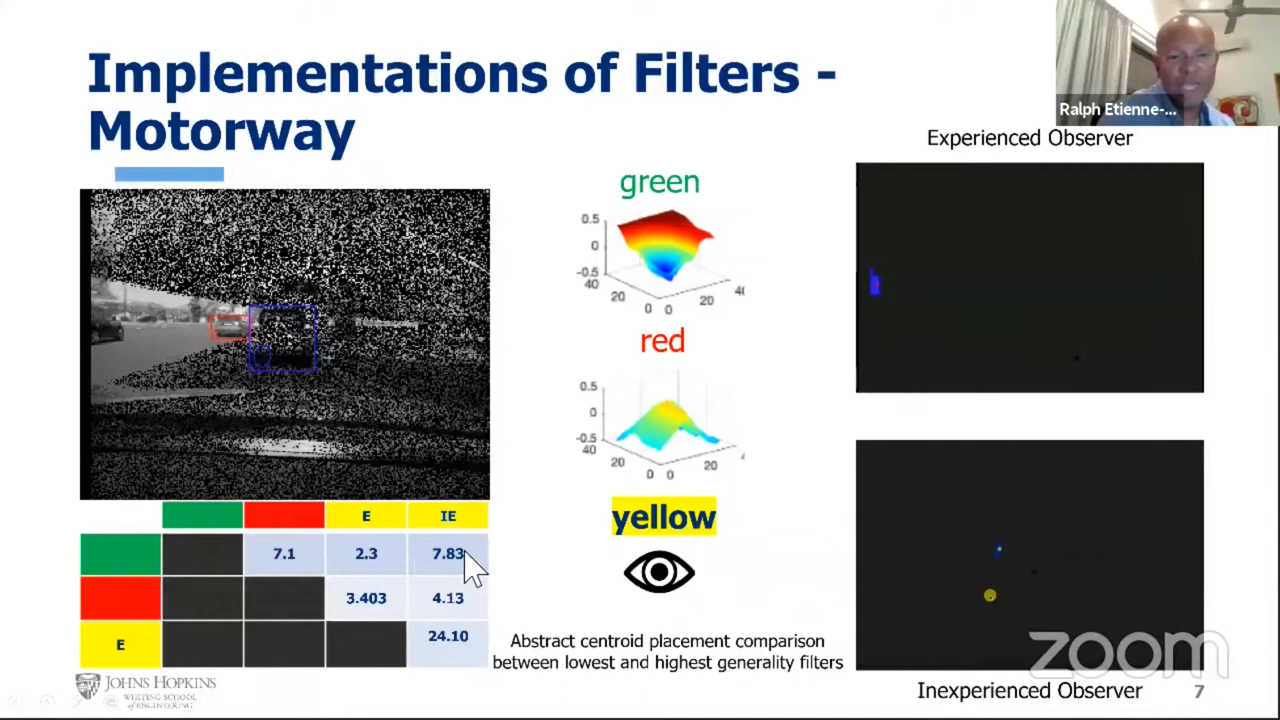 Implementations of Filters -
Motorway
Ralph Etienne-...
Experienced Observer
green
0.5
0
-0.5
40
20
0
0
20
40
red
0.5
0
-0.5
40
20
0
0
20
yellow
E
IE
7.1
2.3
7.83
3.403
4.13
E
24.10
Abstract centroid placement comparison
between lowest and highest generality filters
zoom
Inexperienced Observer
7
JOHNS HOPKINS
WHITING SCHOOL
of ENGINEERING